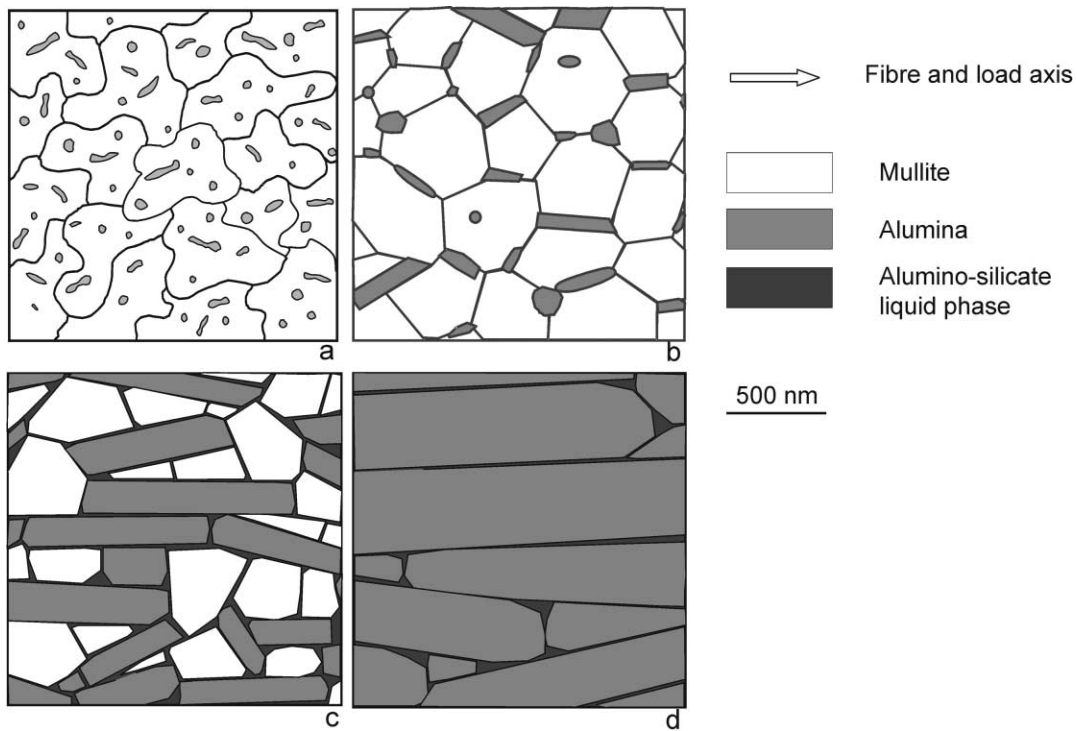 a
b
Fibre and load axis
Mullite
Alumina
Alumino-silicate
liquid phase
500 nm
c
d